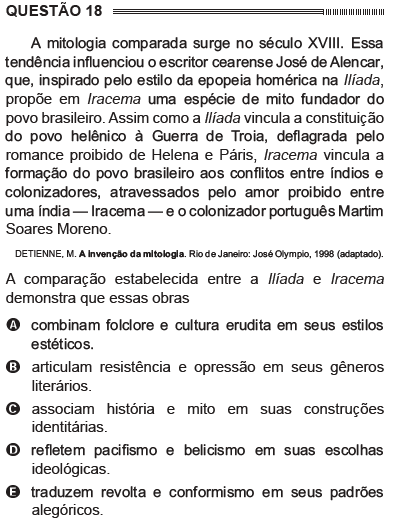 QUESTÃO 18
A mitologia comparada surge no século XVIII. Essa
tendência influenciou o escritor cearense José de Alencar,
que, inspirado pelo estilo da epopeia homérica na Ilíada,
propõe em Iracema uma espécie de mito fundador do
povo brasileiro. Assim como a Ilíada vincula a constituição
do povo helênico à Guerra de Troia, deflagrada pelo
romance proibido de Helena e Páris, Iracema vincula a
formação do povo brasileiro aos conflitos entre índios e
colonizadores, atravessados pelo amor proibido entre
uma índia — Iracema — e o colonizador português Martim
Soares Moreno.
DETIENNE, M. A invenção da mitologia. Rio de Janeiro: José Olympio, 1998 (adaptado).
A comparação estabelecida entre a Ilíada e Iracema
demonstra que essas obras
A combinam folclore e cultura erudita em seus estilos
estéticos.
B articulam resistência e opressão em seus gêneros
literários.
C associam história e mito em suas construções
identitárias.
D refletem pacifismo e belicismo em suas escolhas
ideológicas.
E traduzem revolta e conformismo em seus padrões
alegóricos.